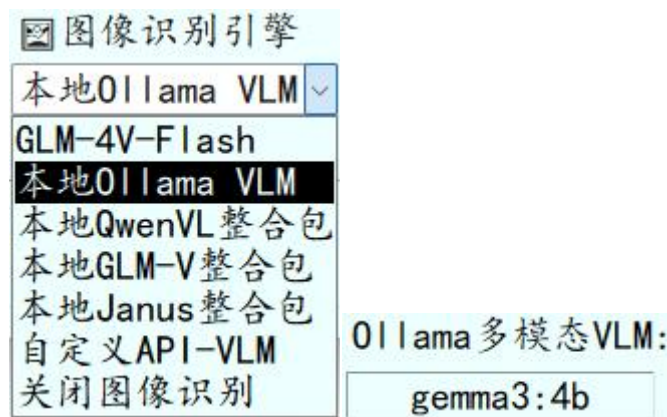 图像识别引擎
本地Ollama VLM
GLM-4V-Flash
本地Ollama VLM
本地QwenVL整合包
本地GLM-V整合包
本地Janus整合包
自定义API-VLM
关闭图像识别
Ollama多模态VLM:
gemma3:4b